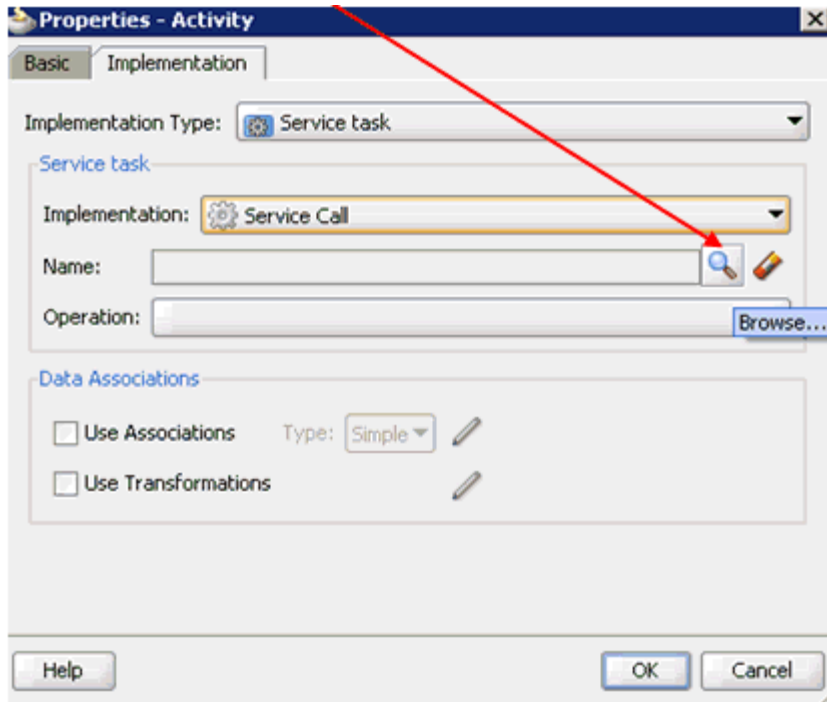 Properties - Activity
Basic Implementation
Implementation Type: Service task
Service task
Implementation: Service Call
Name:
Operation:
Browse...
Data Associations
Use Associations Type: Simple
Use Transformations
Help OK Cancel